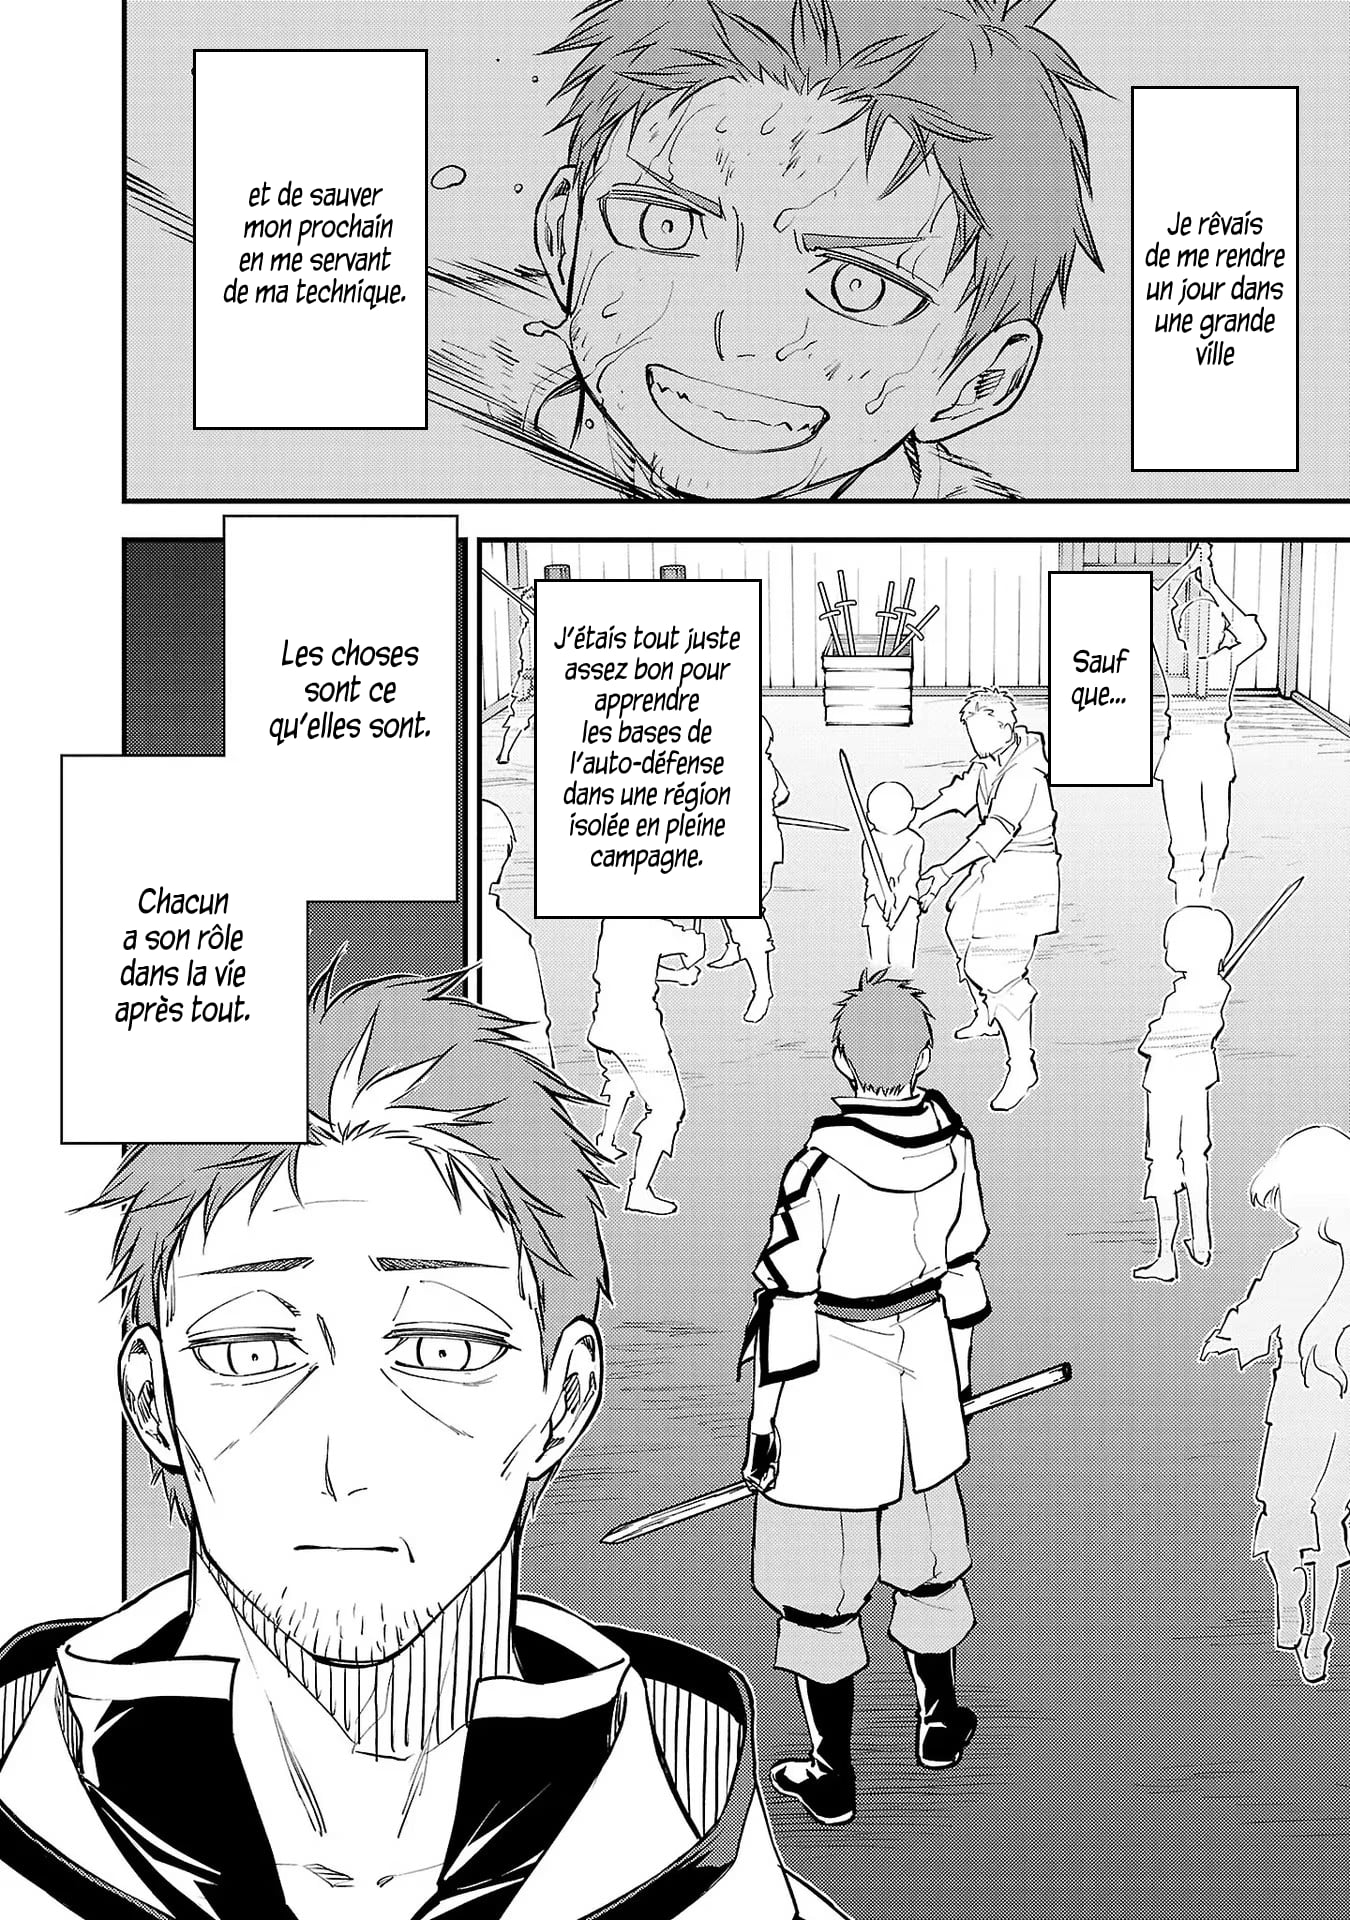 Je rêvais
de me rendre
un jour dans
une grande
ville
et de sauver
mon prochain
en me servant
de ma technique.
Sauf
que...
J'étais tout juste
assez bon pour
apprendre
les bases de
l'auto-défense
dans une région
isolée en pleine
campagne.
Les choses
sont ce
qu'elles sont.
Chacun
a son rôle
dans la vie
après tout.